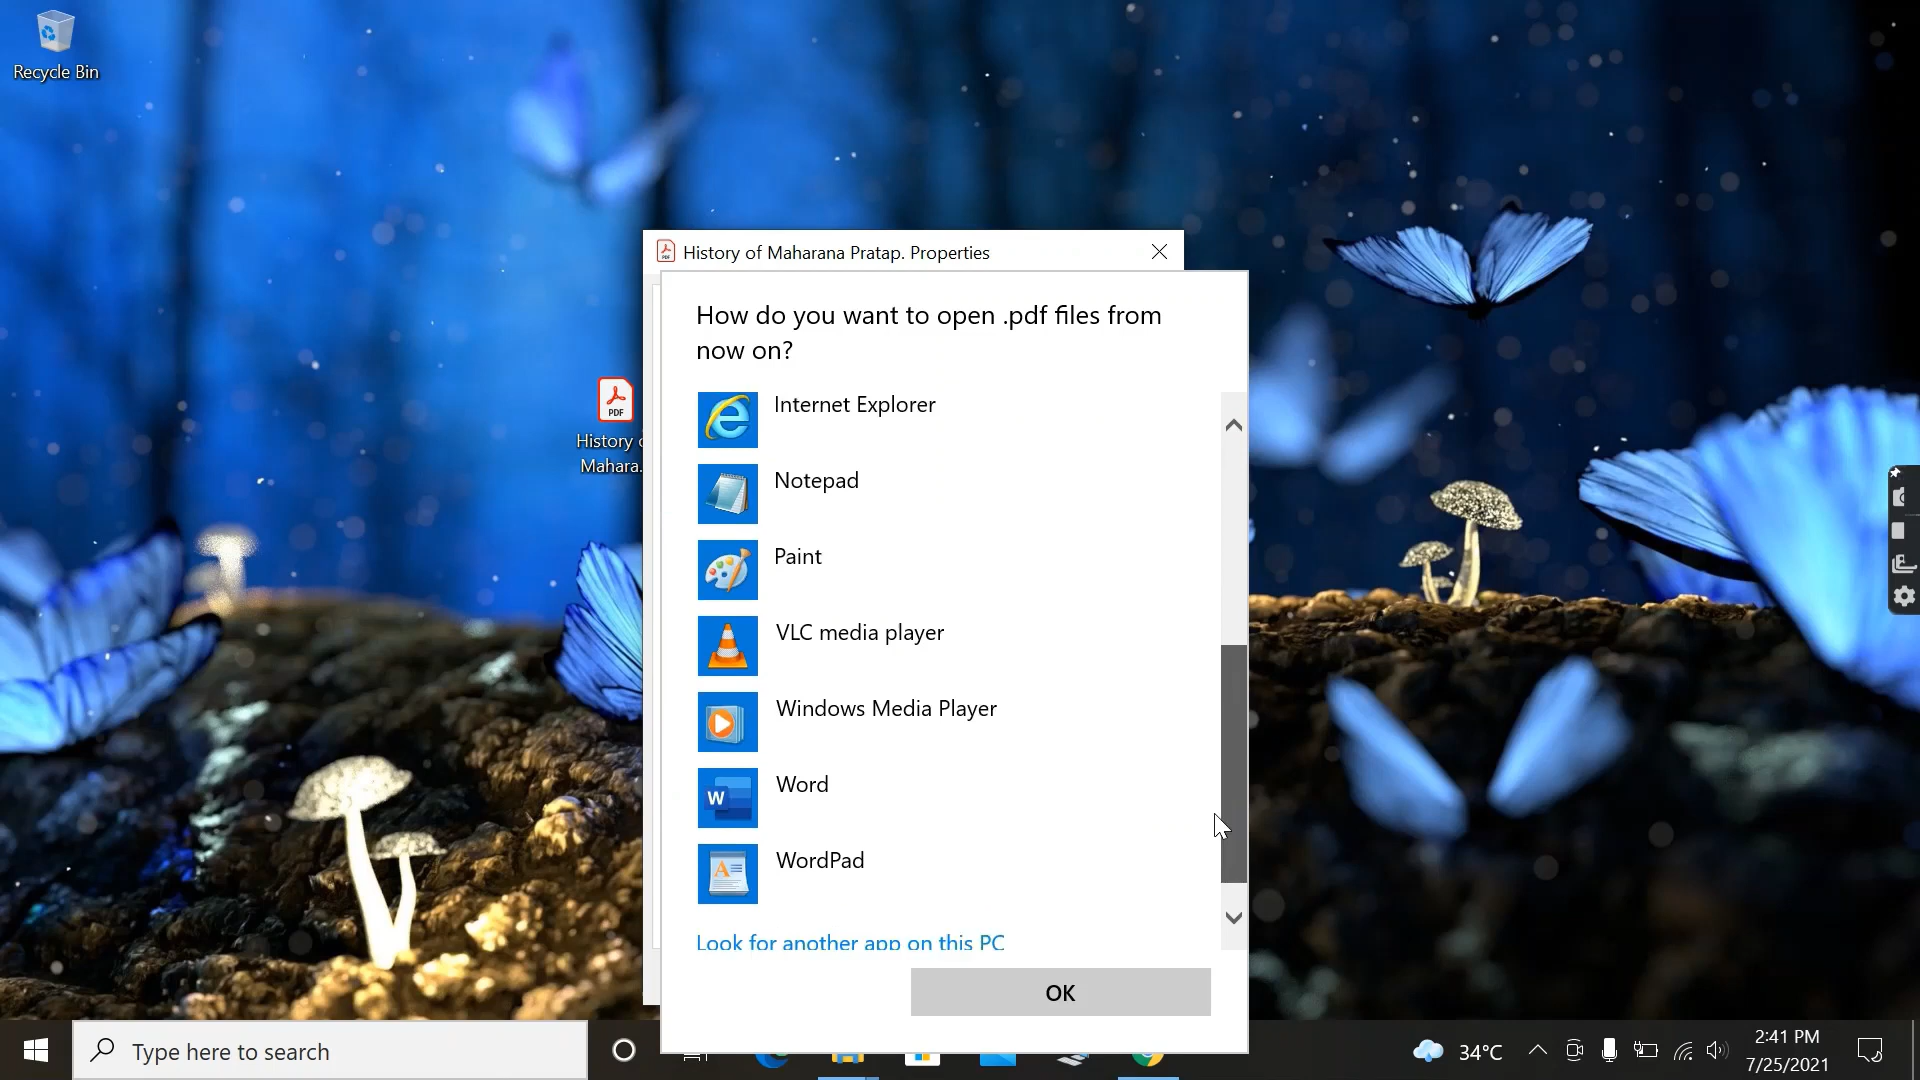 Recycle Bin
History of Maharana Pratap. Properties
How do you want to open .pdf files from
now on?
PDF
History
Mahara.
Internet Explorer
Notepad
Paint
VLC media player
Windows Media Player
W
Word
WordPad
Look for another app on this PC
OK
Type here to search
34°C
2:41 PM
7/25/2021